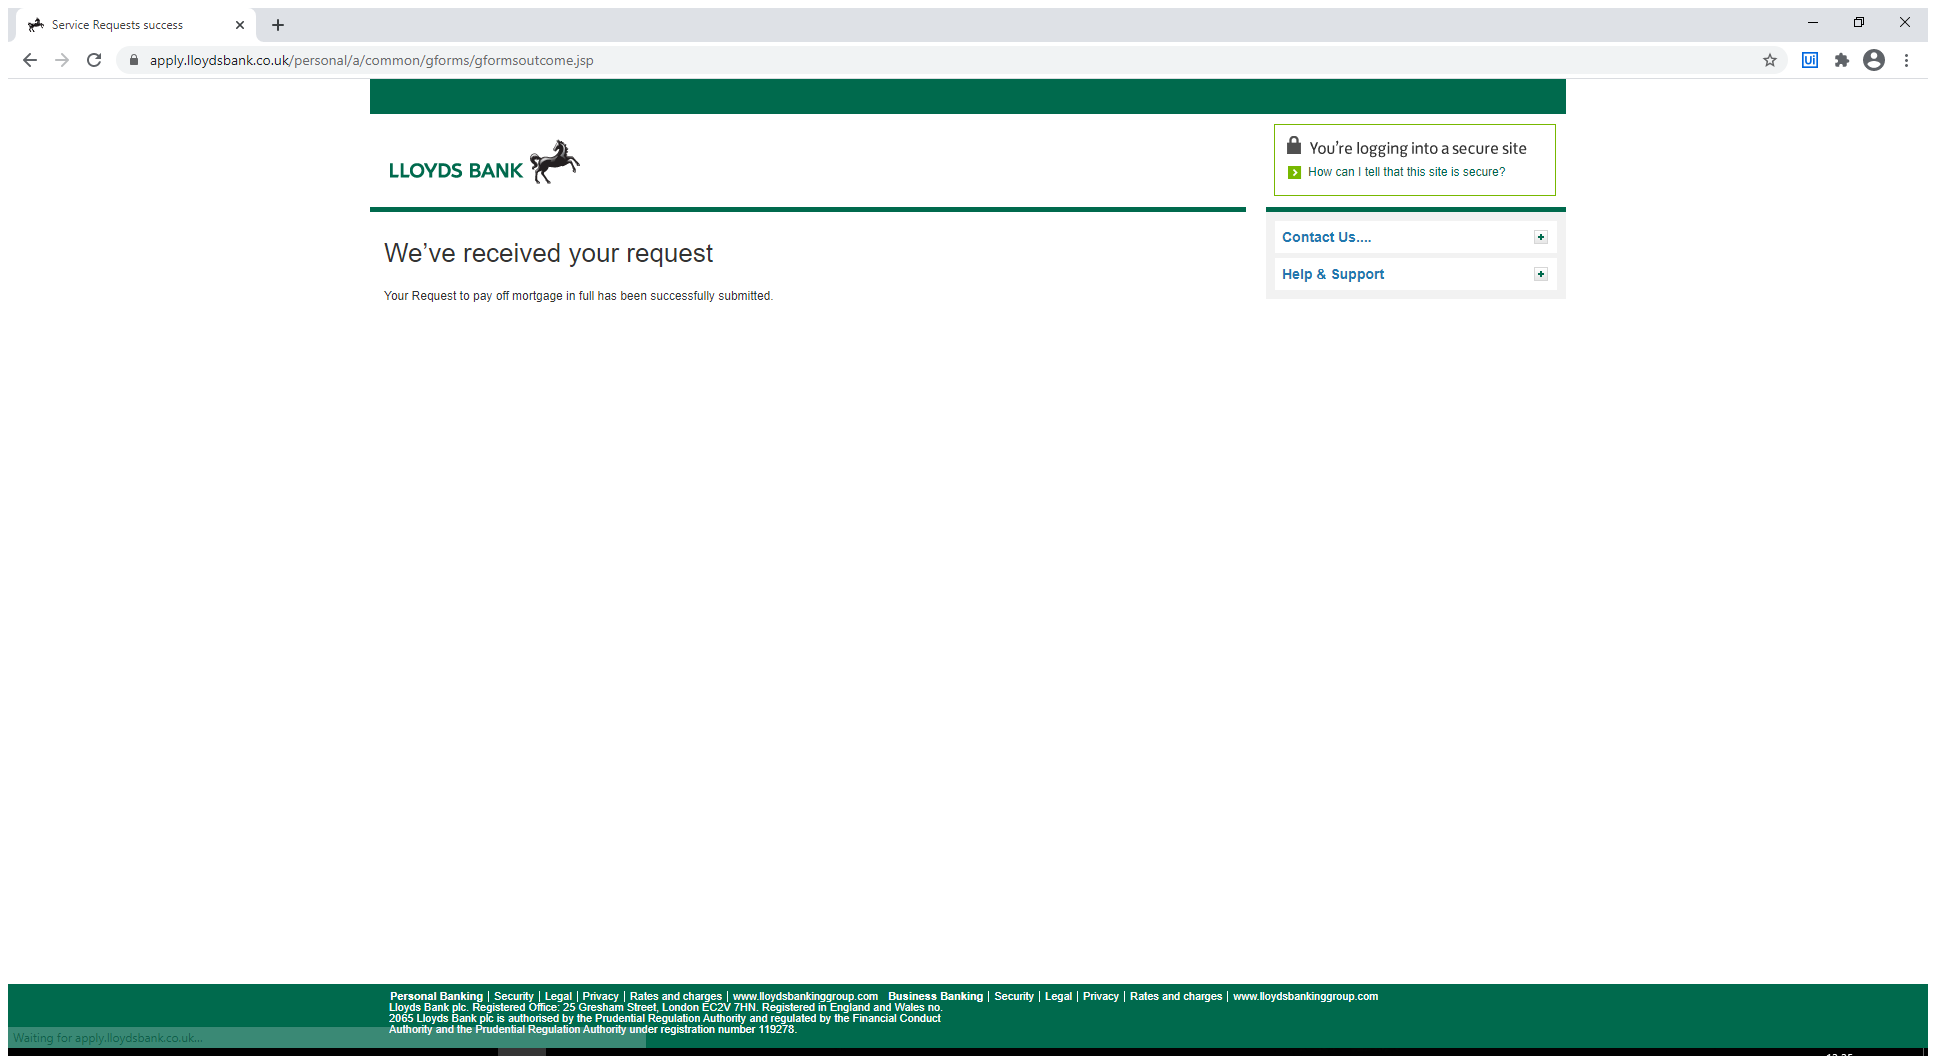 Service Requests success
apply.lloydsbank.co.uk/personal/a/common/gforms/gformsoutcome.jsp
Ui
LLOYDS BANK
You're logging into a secure site
How can I tell that this site is secure?
We've received your request
Your Request to pay off mortgage in full has been successfully submitted.
Contact Us....
Help & Support
Personal Banking | Security | Legal | Privacy | Rates and charges | www.lloydsbankinggroup.com Business Banking | Security | Legal | Privacy | Rates and charges | www.lloydsbankinggroup.com
Lloyds Bank plc. Registered Office: 25 Gresham Street, London EC2V 7HN. Registered in England and Wales no.
2065 Lloyds Bank plc is authorised by the Prudential Regulation Authority and regulated by the Financial Conduct
Authority and the Prudential Regulation Authority under registration number 119278.
Waiting for apply.lloydsbank.co.uk...